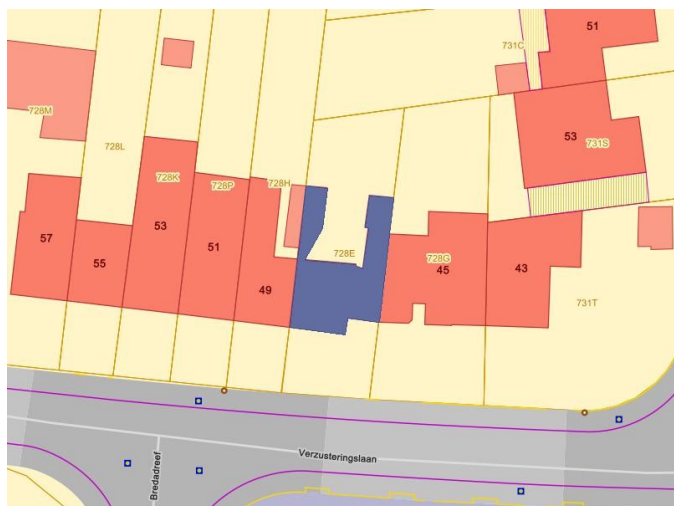 51
731C
728M
53
731S
728L
728K
728P
728H
53
57
51
55
49
728E
728G
45
43
731T
Verzusteringslaan
Bredadreef